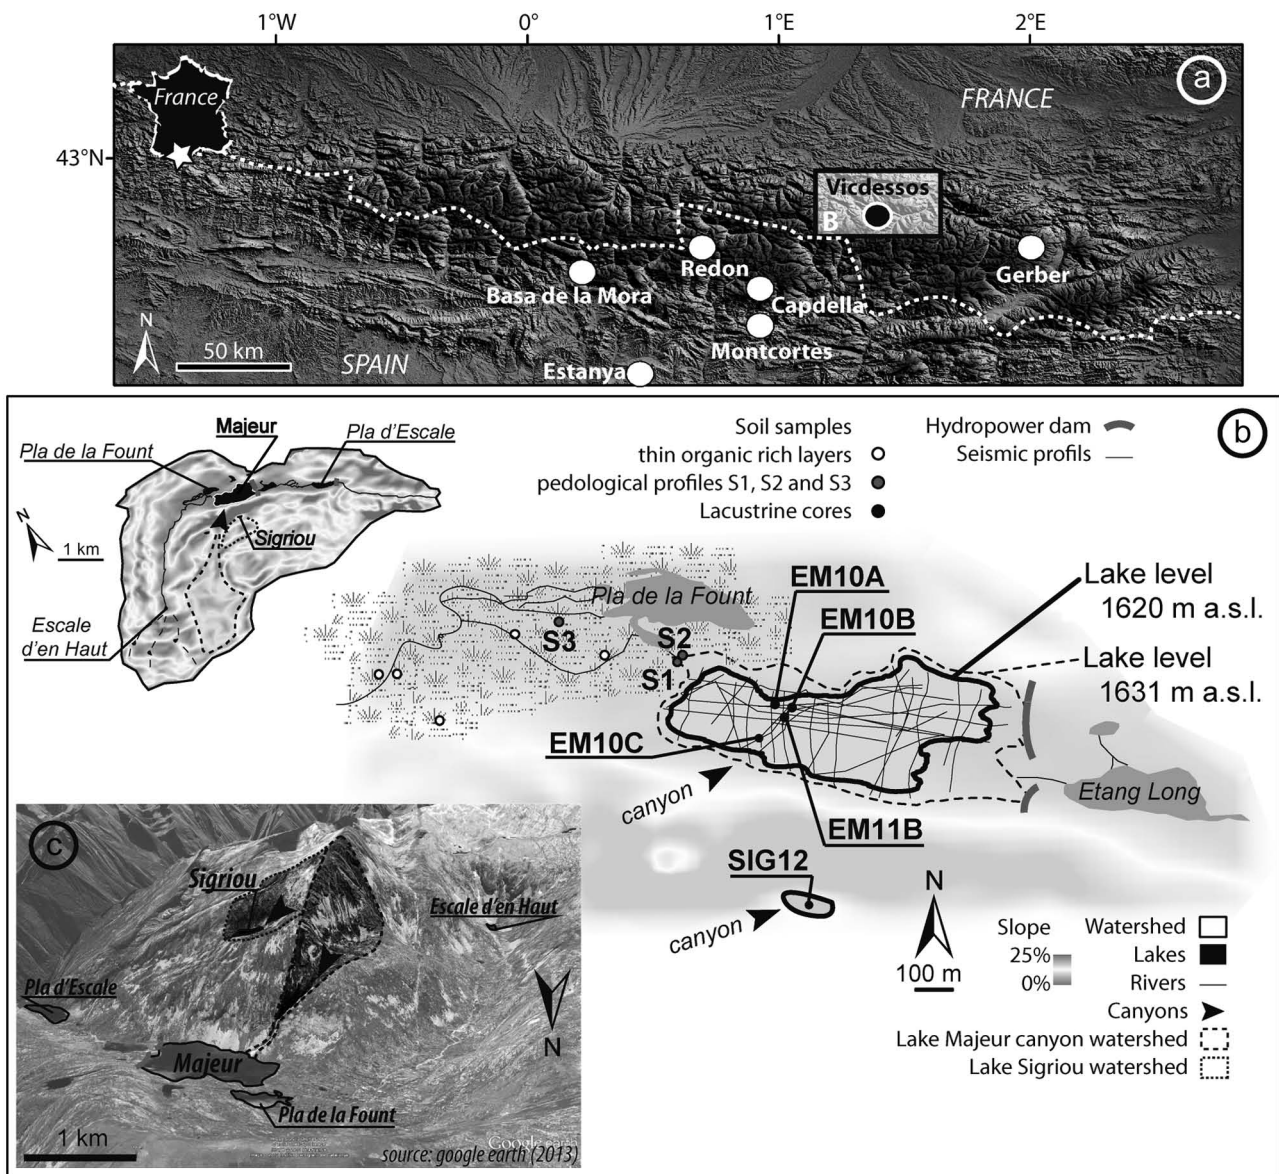 1°W 0° 1°E 2°E
43°N
France
FRANCE
a
Vicdessos
B
Redon
Gerber
Basa de la Mora
Capdella
Montcortès
Estanya
N
50 km
SPAIN
b
Majeur
Pla de la Fount
Pla d'Escale
Sigriou
N
1 km
Escale
d'en Haut
Soil samples
thin organic rich layers
pedological profiles S1, S2 and S3
Lacustrine cores
Hydropower dam
Seismic profils
EM10A
Pla de la Fount
EM10B
S3
S2
S1
Lake level
1620 m a.s.l.
Lake level
1631 m a.s.l.
EM10C
canyon
Etang Long
EM11B
SIG12
canyon
N
100 m
Slope
25%
0%
Watershed
Lakes
Rivers
Canyons
Lake Majeur canyon watershed
Lake Sigriou watershed
c
Sigriou
Escale d'en Haut
Pla d'Escale
N
Majeur
Pla de la Fount
1 km
Google earth
source: google earth (2013)